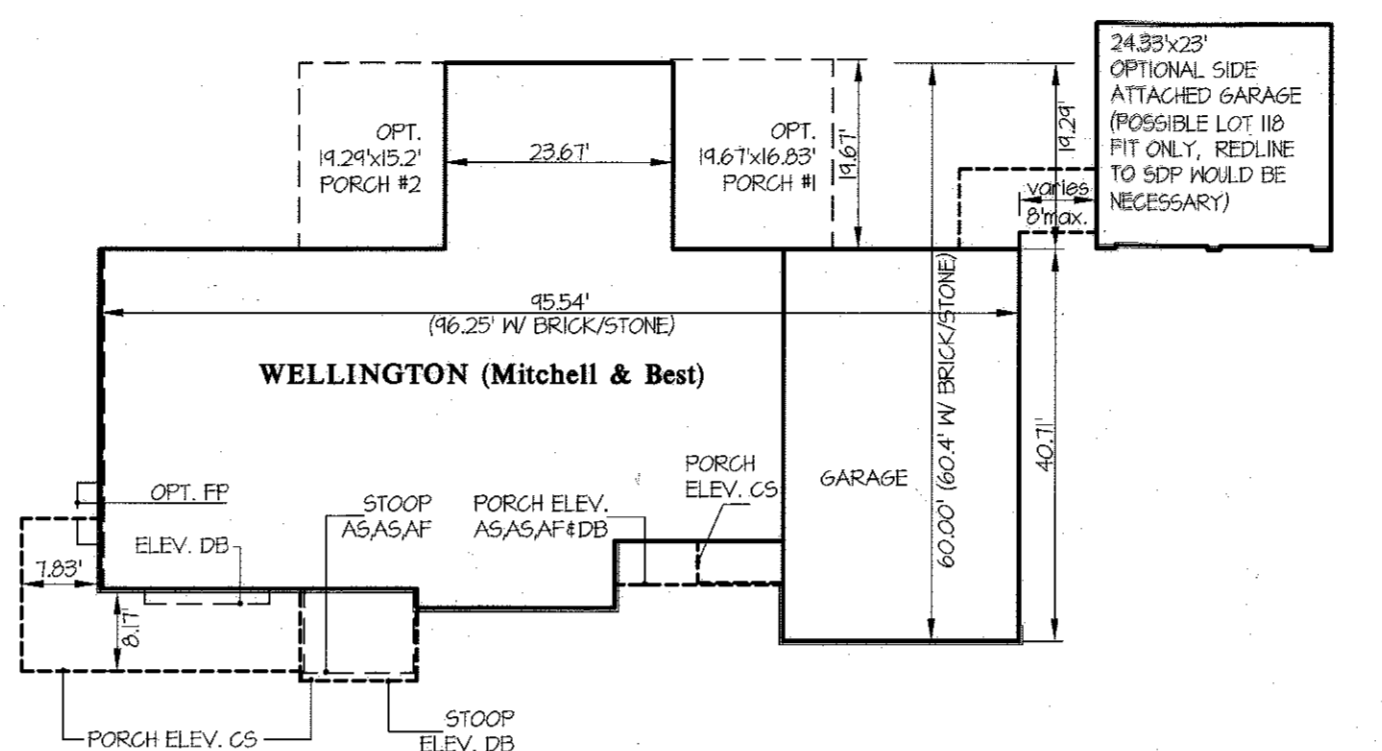 24.33'x23'
OPTIONAL SIDE
ATTACHED GARAGE
(POSSIBLE LOT 118
FIT ONLY, REDLINE
TO SDP WOULD BE
NECESSARY)
OPT.
19.29'x15.2'
PORCH #2
23.67'
OPT.
19.67'x16.83'
PORCH #1
19.67'
19.29'
varies
8'max.
95.54'
(96.25' W/ BRICK/STONE)
WELLINGTON (Mitchell & Best)
60.00' (60.4' W/ BRICK/STONE)
40.71'
GARAGE
PORCH
ELEV. CS
OPT. FP
STOOP
AS,AS,AF
PORCH ELEV.
AS,AS,AF&DB
ELEV. DB
7.83'
8.17'
PORCH ELEV. CS
STOOP
ELEV. DB